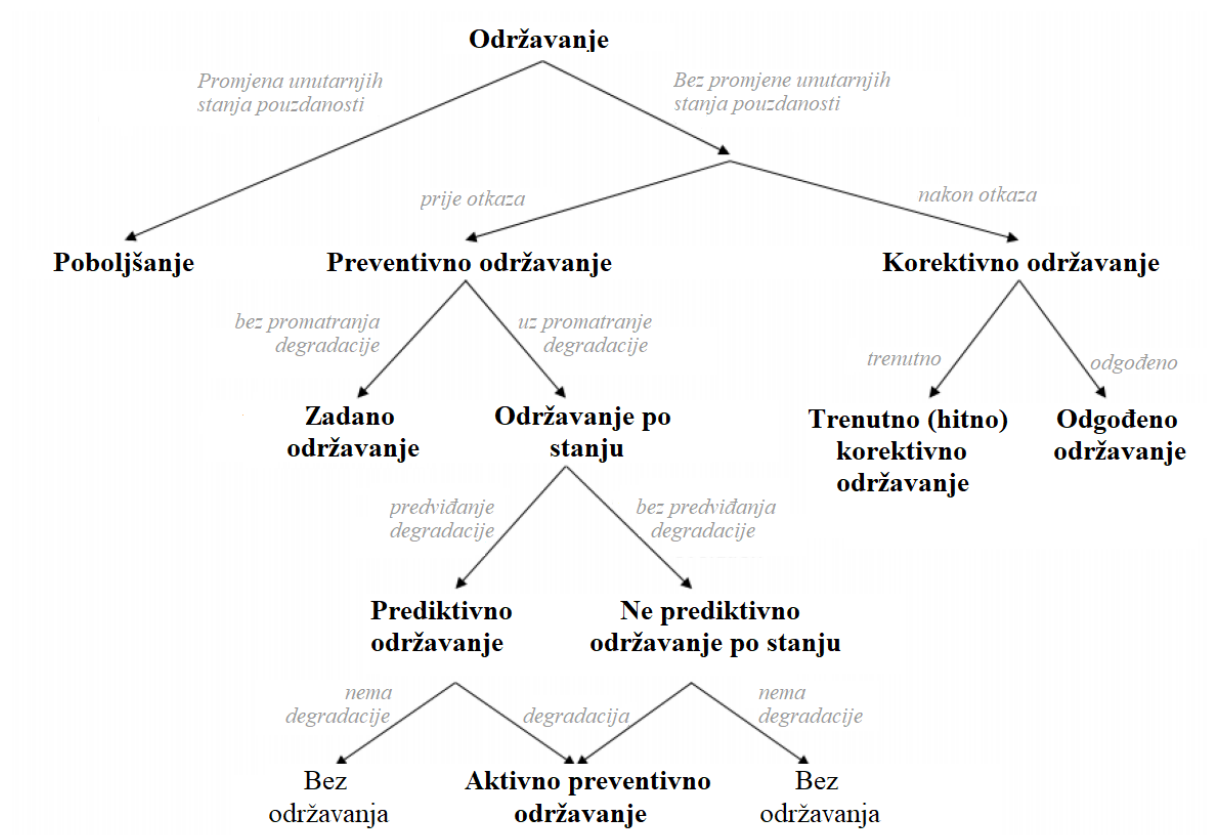 Održavanje
Promjena unutarnjih
stanja pouzdanosti
Bez promjene unutarnjih
stanja pouzdanosti
prije otkaza
nakon otkaza
Poboljšanje
Preventivno održavanje
Korektivno održavanje
bez promatranja
degradacije
uz promatranje
degradacije
trenutno
odgođeno
Zadano
održavanje
Održavanje po
stanju
Trenutno (hitno)
korektivno
održavanje
Odgođeno
održavanje
predviđanje
degradacije
bez predviđanja
degradacije
Prediktivno
održavanje
Ne prediktivno
održavanje po stanju
nema
degradacije
degradacija
nema
degradacije
Bez
održavanja
Aktivno preventivno
održavanje
Bez
održavanja